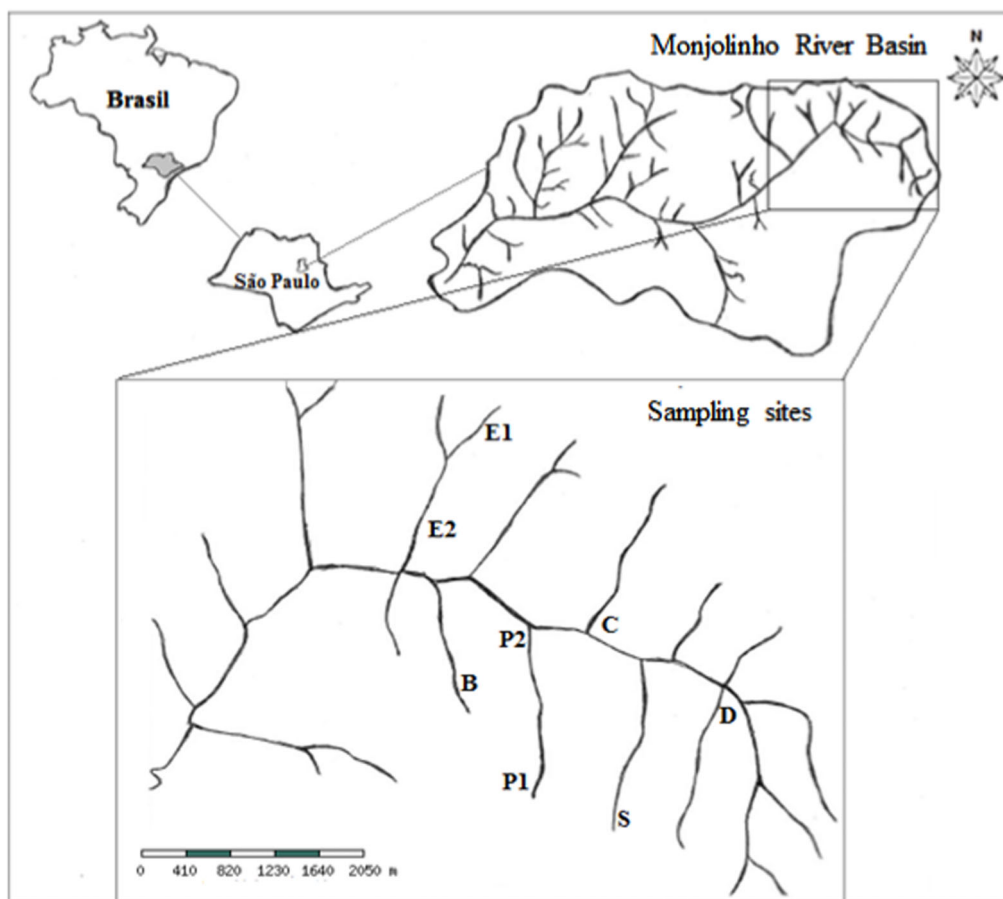 Monjolinho River Basin
N
Brasil
São Paulo
Sampling sites
E1
E2
C
P2
B
D
P1
S
0 410 820 1230 1640 2050 m